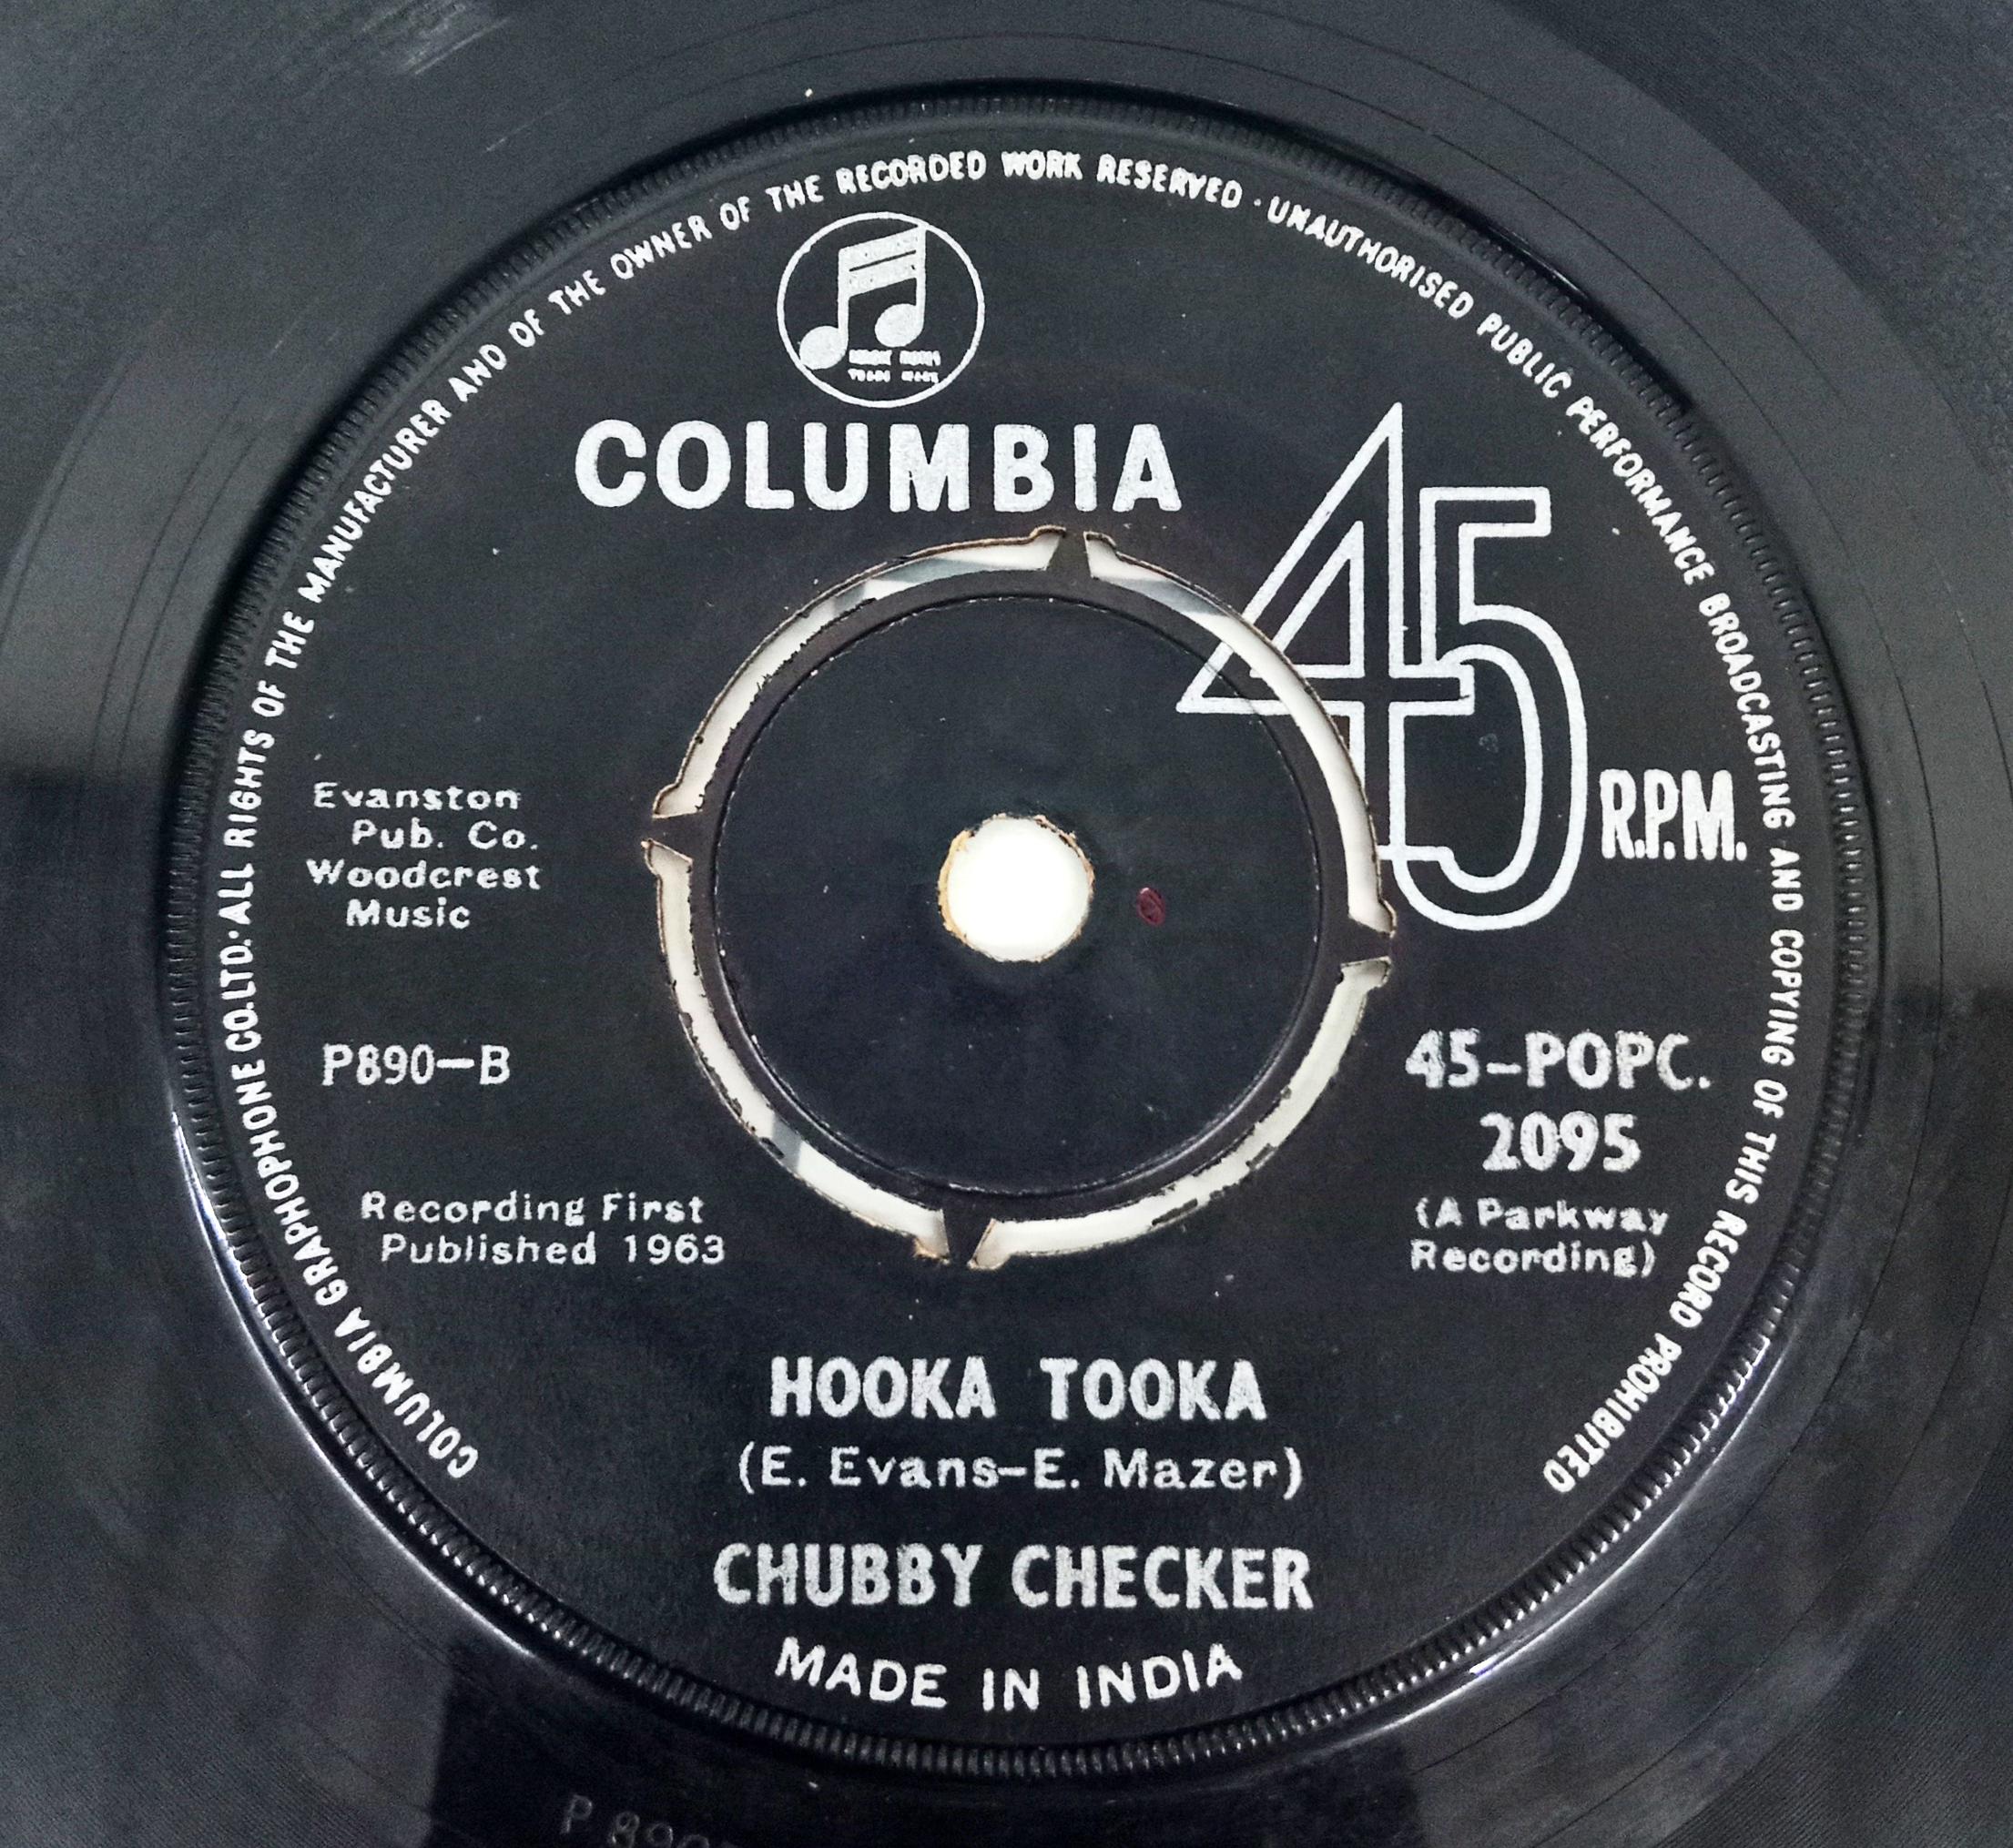 COLUMBIA GRAPHOPHONE CO.LTD.·ALL RIGHTS OF THE MANUFACTURER AND OF THE OWNER OF THE RECORDED WORK RESERVED · UNAUTHORISED PUBLIC PERFORMANCE BROADCASTING AND COPYING OF THIS RECORD PROHIBITED
TRADE MARK
COLUMBIA
45 R.P.M.
Evanston
Pub. Co.
Woodcrest
Music
P890-B
45-POPC.
2095
Recording First
Published 1963
(A Parkway
Recording)
HOOKA TOOKA
(E. Evans-E. Mazer)
CHUBBY CHECKER
MADE IN INDIA